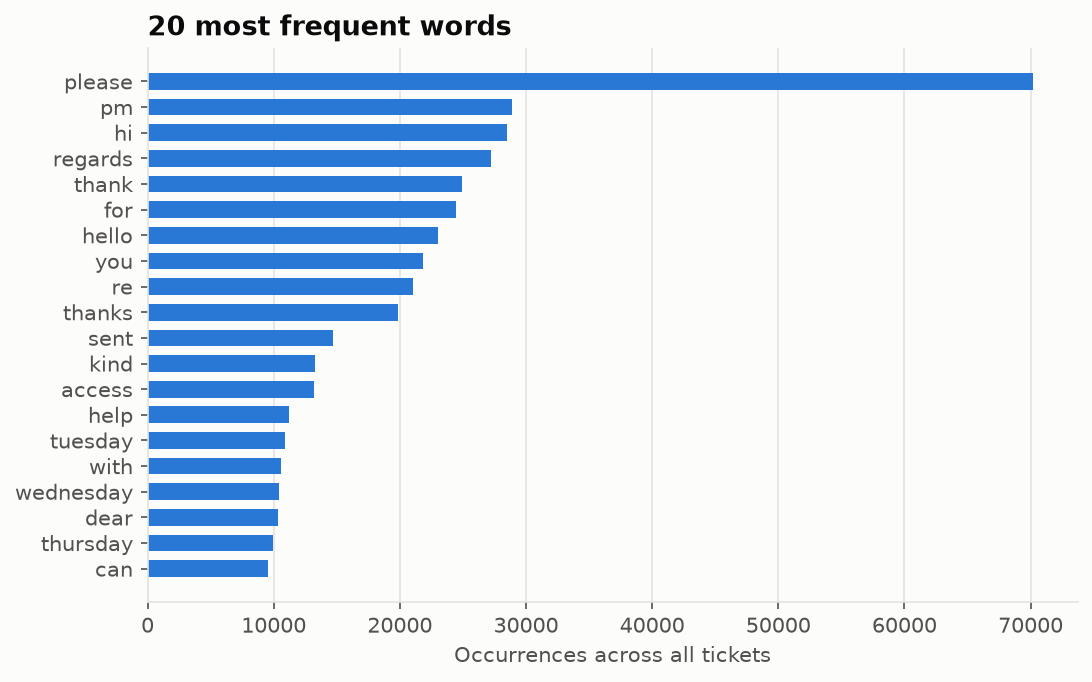 20 most frequent words
please
pm
hi
regards
thank
for
hello
you
re
thanks
sent
kind
access
help
tuesday
with
wednesday
dear
thursday
can
0 10000 20000 30000 40000 50000 60000 70000
Occurrences across all tickets